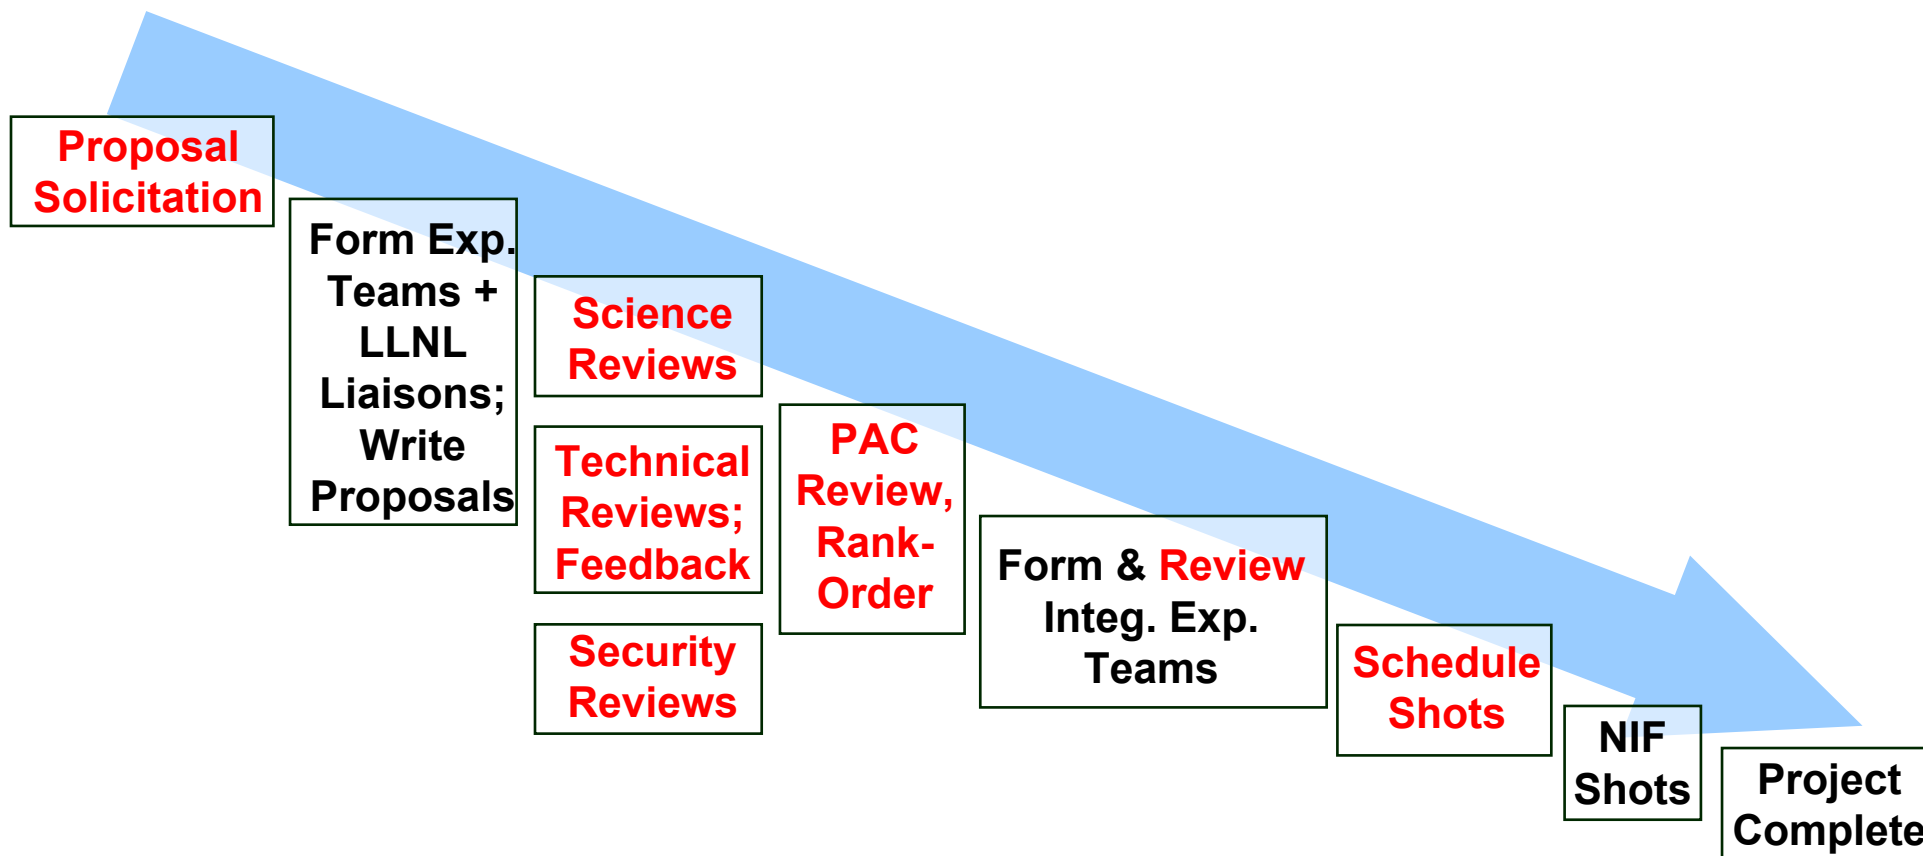 Proposal
Solicitation
Form Exp.
Teams +
LLNL
Liaisons;
Write
Proposals
Science
Reviews
Technical
Reviews;
Feedback
Security
Reviews
PAC
Review,
Rank-
Order
Form & Review
Integ. Exp.
Teams
Schedule
Shots
NIF
Shots
Project
Complete